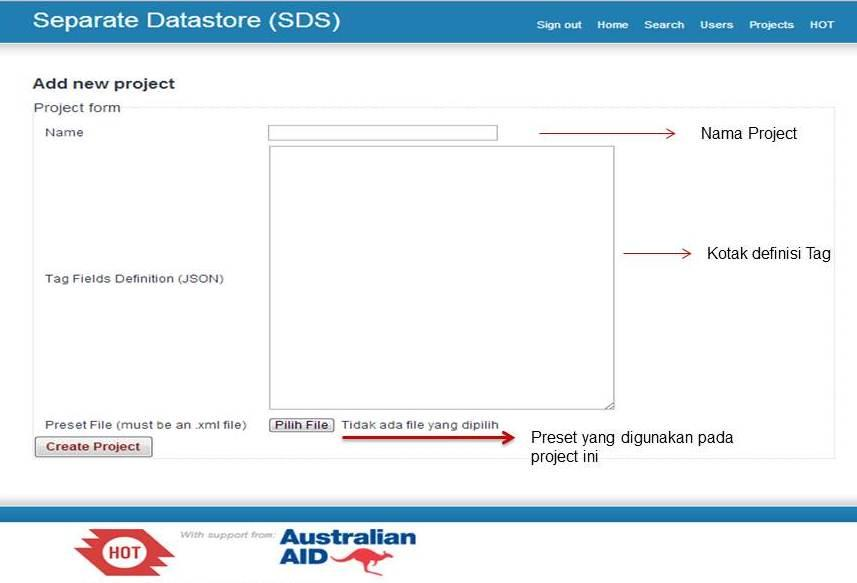 Separate Datastore (SDS)
Sign out Home Search Users Projects HOT
Add new project
Project form
Name
Nama Project
Tag Fields Definition (JSON)
Kotak definisi Tag
Preset File (must be an .xml file)
Pilih File Tidak ada file yang dipilih
Preset yang digunakan pada
project ini
Create Project
HOT
With support from:
Australian
AID